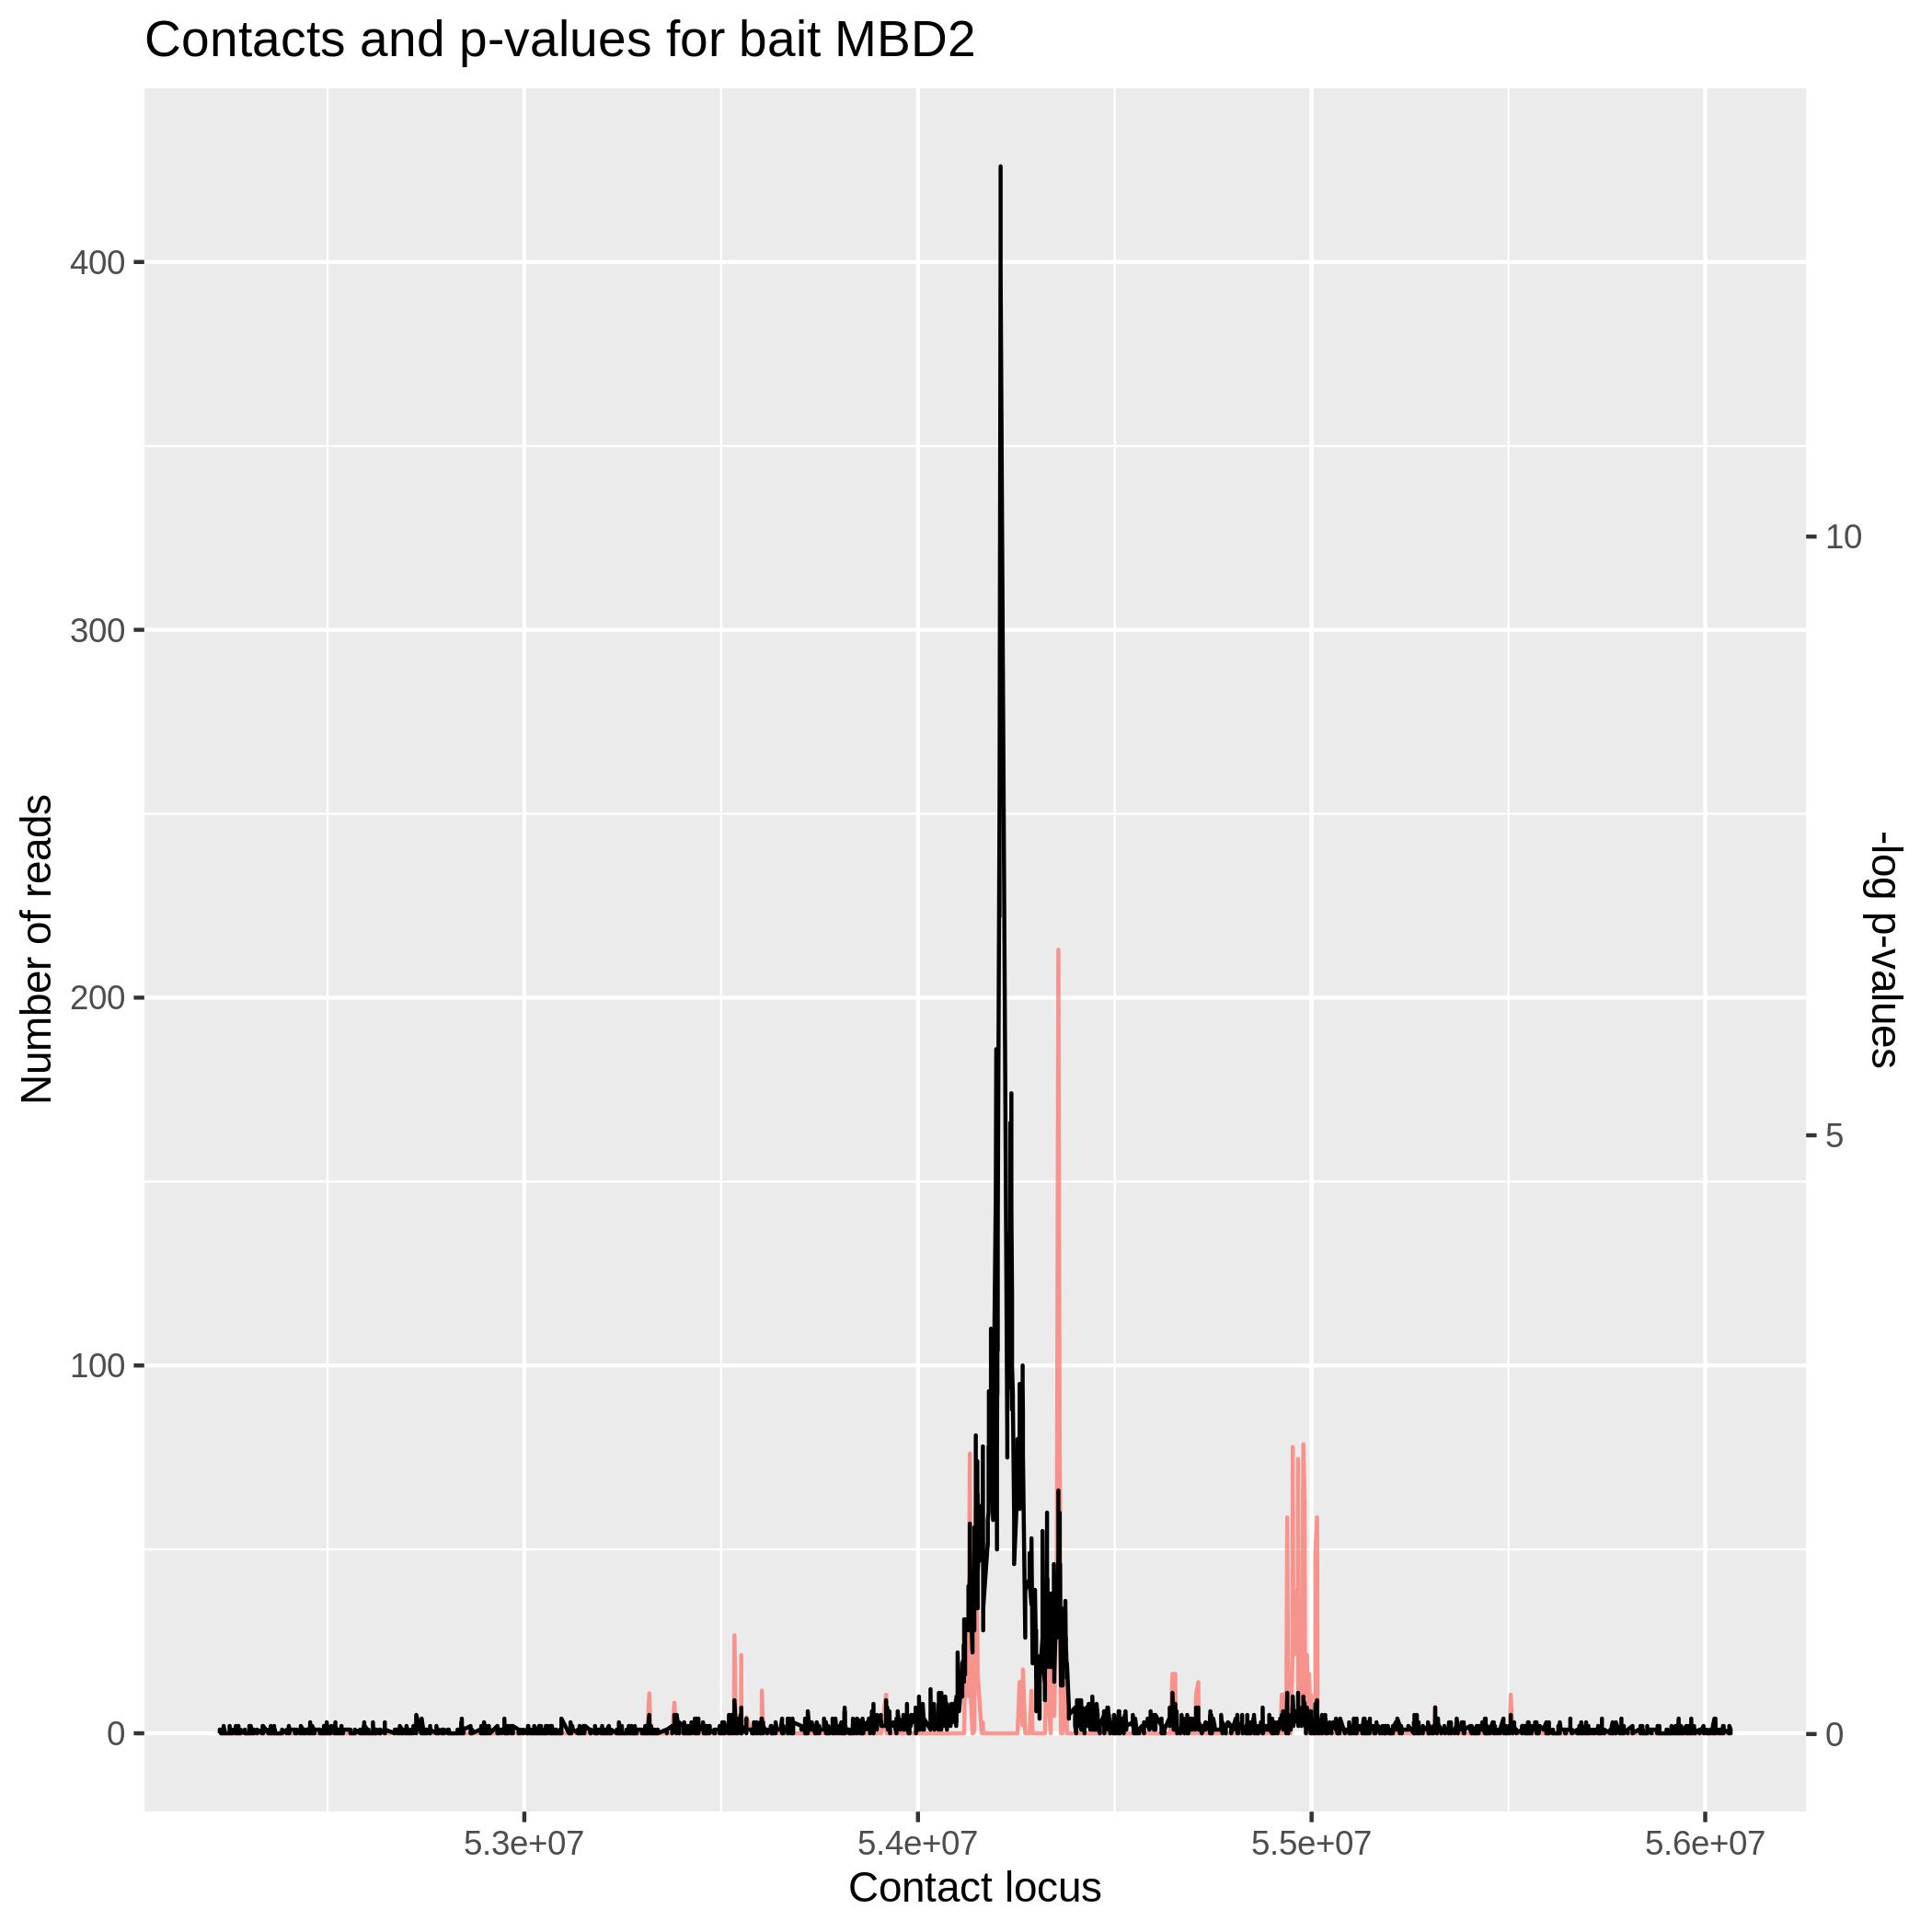 Contacts and p-values for bait MBD2
400
300
200
100
0
Number of reads
10
5
0
-log p-values
5.3e+07
5.4e+07
5.5e+07
5.6e+07
Contact locus